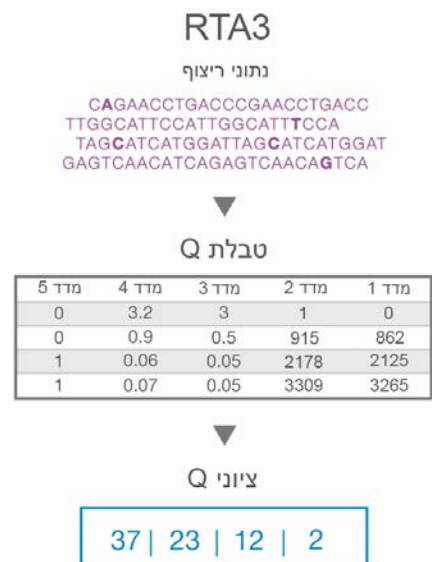 RTA3
נתוני ריצוף
CAGAACCTGACCCGAACCTGACC
TTGGCATTCCATTGGCATTTCCA
TAGCATCATGGATTAGCATCATGGAT
GAGTCAACATCAGAGTCAACAGTCA
טבלת Q
מדד 1 מדד 2 מדד 3 מדד 4 מדד 5
0 1 3 3.2 0
862 915 0.5 0.9 0
2125 2178 0.05 0.06 1
3265 3309 0.05 0.07 1
ציוני Q
37 | 23 | 12 | 2